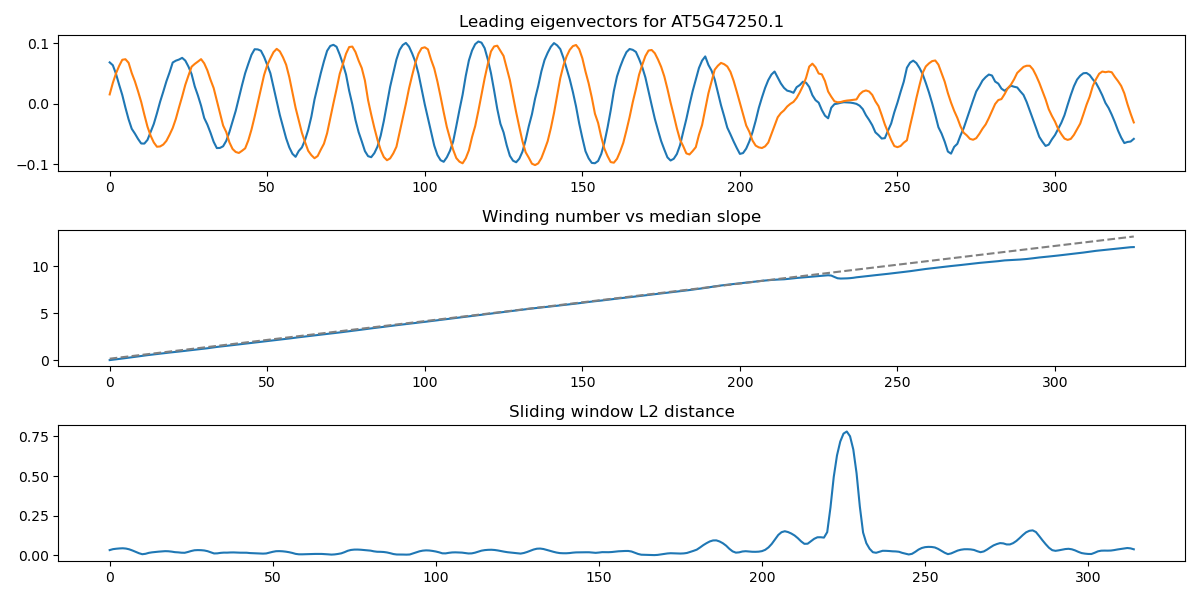 Leading eigenvectors for AT5G47250.1
0.1
0.0
−0.1
0 50 100 150 200 250 300
Winding number vs median slope
10
5
0
0 50 100 150 200 250 300
Sliding window L2 distance
0.75
0.50
0.25
0.00
0 50 100 150 200 250 300